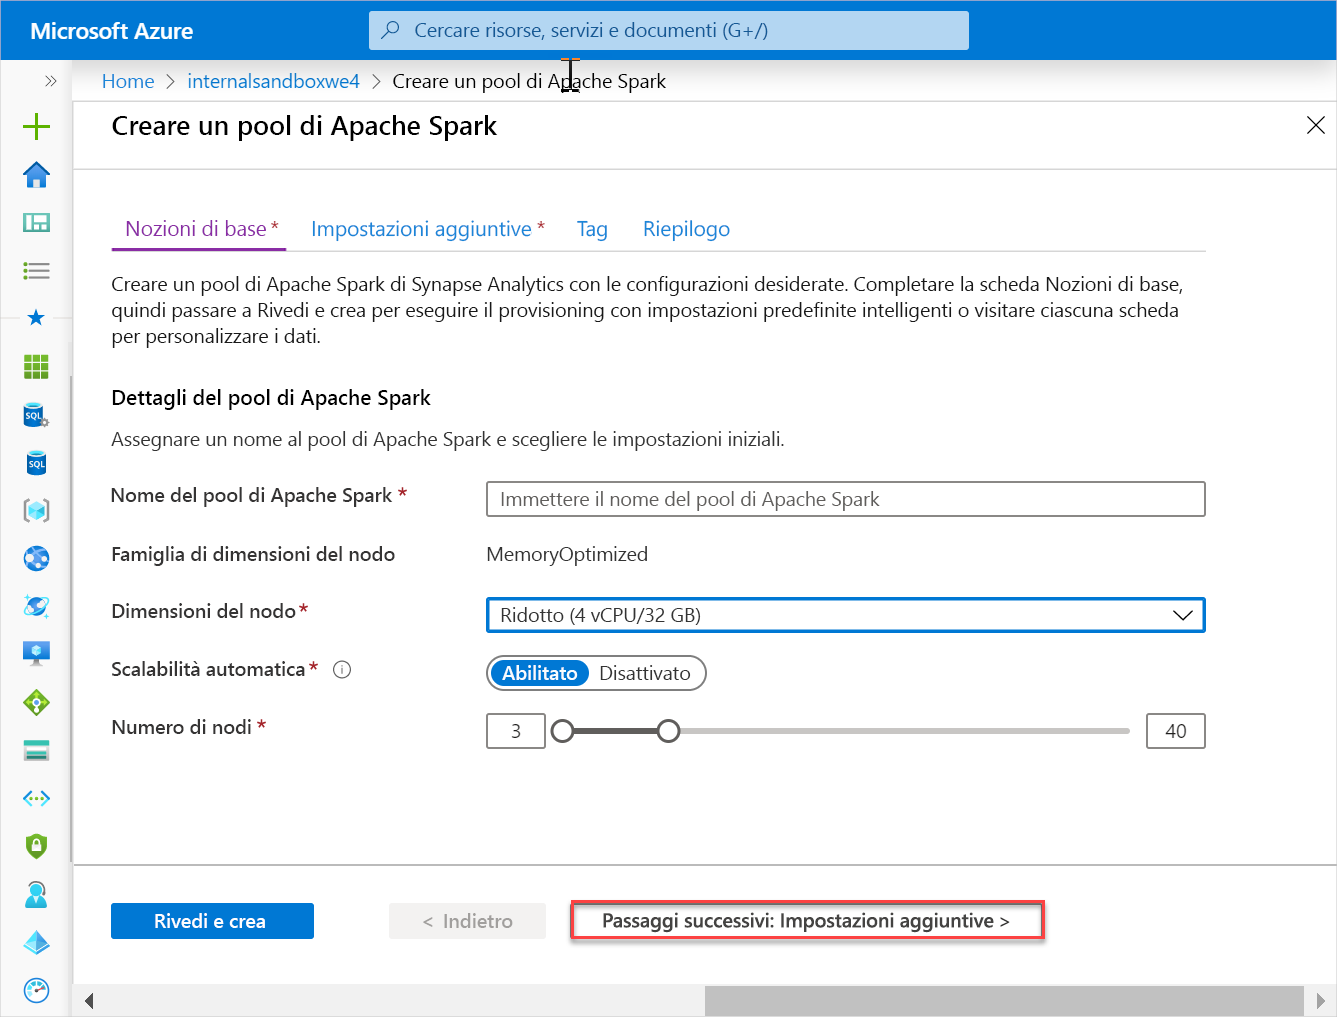 Microsoft Azure
Cercare risorse, servizi e documenti (G+/)
Home > internalsandboxwe4 > Creare un pool di Apache Spark
Creare un pool di Apache Spark
Nozioni di base * Impostazioni aggiuntive * Tag Riepilogo
Creare un pool di Apache Spark di Synapse Analytics con le configurazioni desiderate. Completare la scheda Nozioni di base,
quindi passare a Rivedi e crea per eseguire il provisioning con impostazioni predefinite intelligenti o visitare ciascuna scheda
per personalizzare i dati.
Dettagli del pool di Apache Spark
Assegnare un nome al pool di Apache Spark e scegliere le impostazioni iniziali.
Nome del pool di Apache Spark * Immettere il nome del pool di Apache Spark
Famiglia di dimensioni del nodo MemoryOptimized
Dimensioni del nodo * Ridotto (4 vCPU/32 GB)
Scalabilità automatica * Abilitato Disattivato
Numero di nodi * 3 40
SQL
SQL
Rivedi e crea < Indietro Passaggi successivi: Impostazioni aggiuntive >